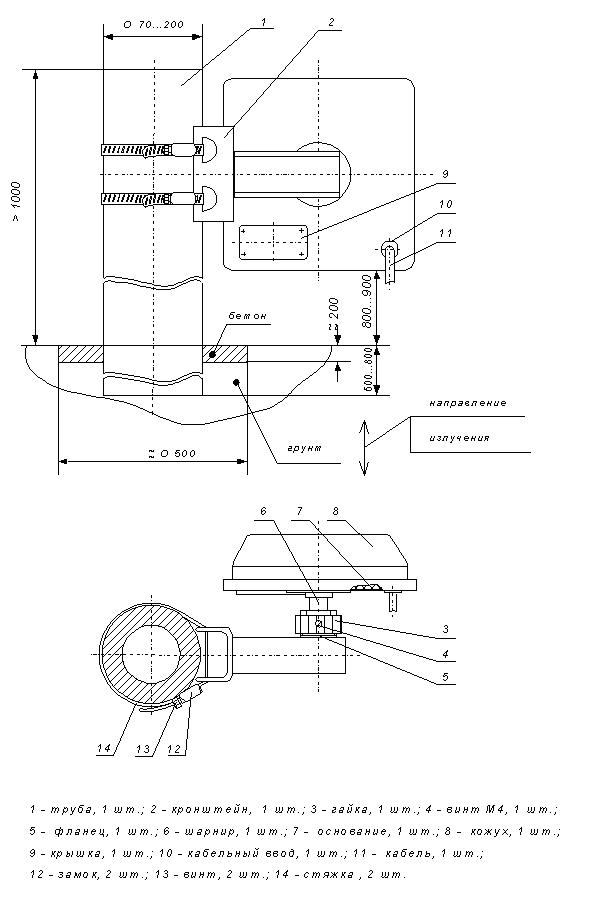 O 70...200
1
2
> 1000
9
10
11
бетон
≈ 200
800...900
600...800
направление
излучения
грунт
≈ O 500
6
7
8
3
4
5
14
13
12
1 - труба, 1 шт.; 2 - кронштейн, 1 шт.; 3 - гайка, 1 шт.; 4 - винт М4, 1 шт.;
5 - фланец, 1 шт.; 6 - шарнир, 1 шт.; 7 - основание, 1 шт.; 8 - кожух, 1 шт.;
9 - крышка, 1 шт.; 10 - кабельный ввод, 1 шт.; 11 - кабель, 1 шт.;
12 - замок, 2 шт.; 13 - винт, 2 шт.; 14 - стяжка , 2 шт.